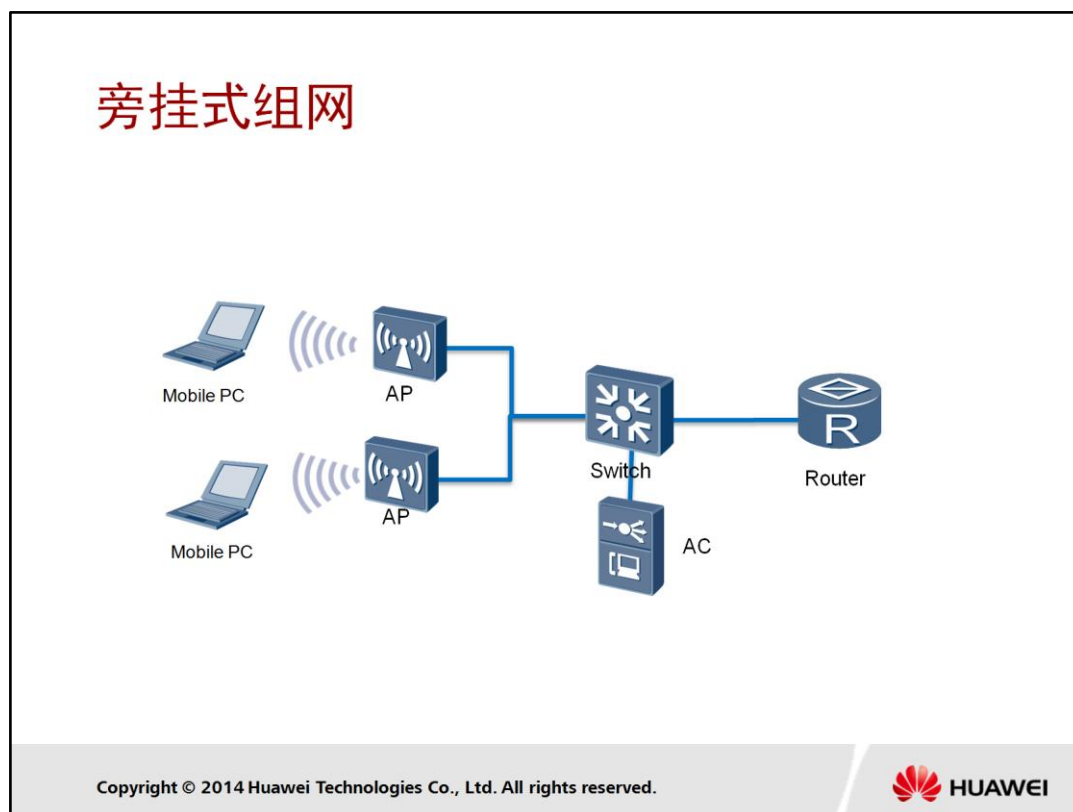 旁挂式组网
Mobile PC
AP
Switch
Router
Mobile PC
AP
AC
R
Copyright © 2014 Huawei Technologies Co., Ltd. All rights reserved.
HUAWEI